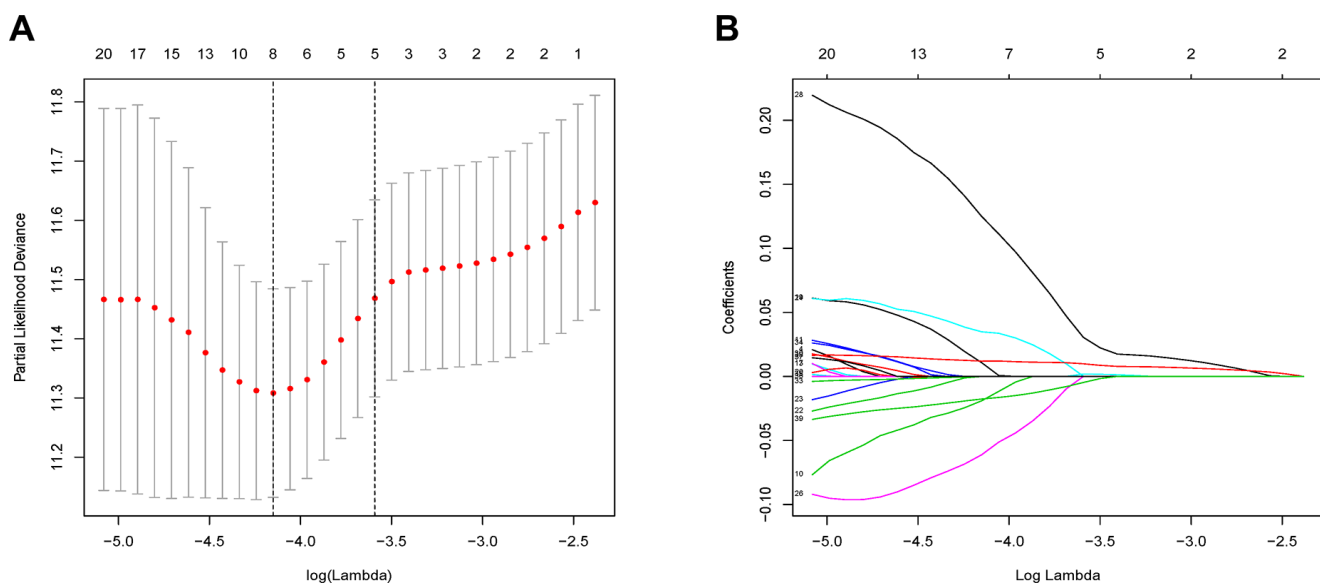 A
20 17 15 13 10 8 6 5 5 3 3 2 2 2 1
Partial Likelihood Deviance
11.8
11.7
11.6
11.5
11.4
11.3
11.2
−5.0 −4.5 −4.0 −3.5 −3.0 −2.5
log(Lambda)
B
20 13 7 5 2 2
Coefficients
0.20
0.15
0.10
0.05
0.00
−0.05
−0.10
28
33
23
22
39
10
26
−5.0 −4.5 −4.0 −3.5 −3.0 −2.5
Log Lambda